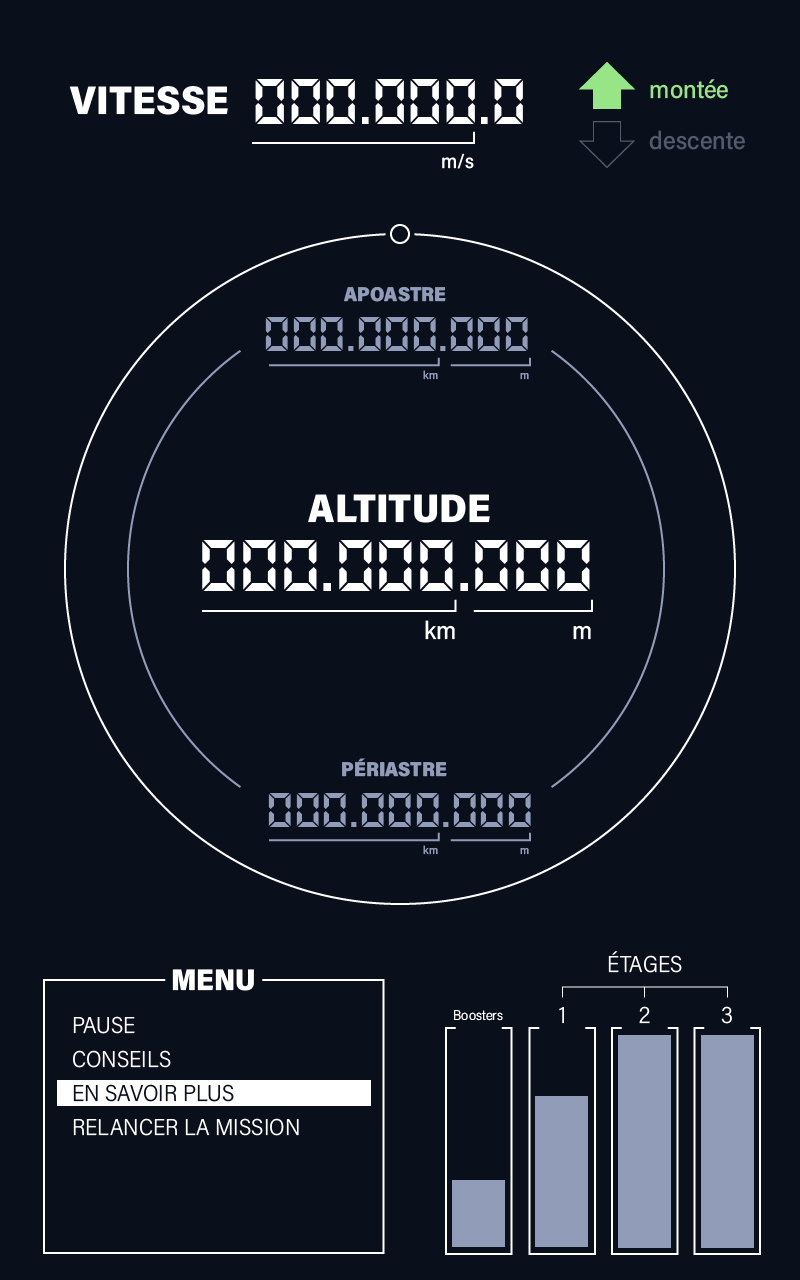 VITESSE 000.000.0
m/s
montée
descente
APOASTRE
000.000.000
km m
ALTITUDE
000.000.000
km m
PÉRIASTRE
000.000.000
km m
MENU
PAUSE
CONSEILS
EN SAVOIR PLUS
RELANCER LA MISSION
ÉTAGES
Boosters 1 2 3